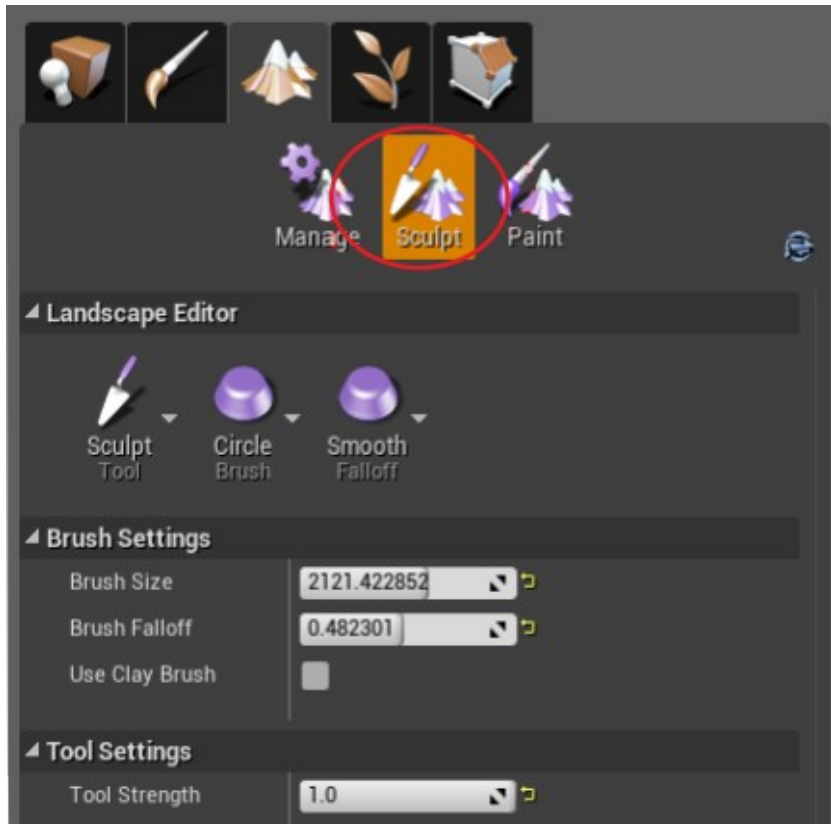 Manage Sculpt Paint
Landscape Editor
Sculpt Circle Smooth
Tool Brush Falloff
Brush Settings
Brush Size 2121.422852
Brush Falloff 0.482301
Use Clay Brush
Tool Settings
Tool Strength 1.0